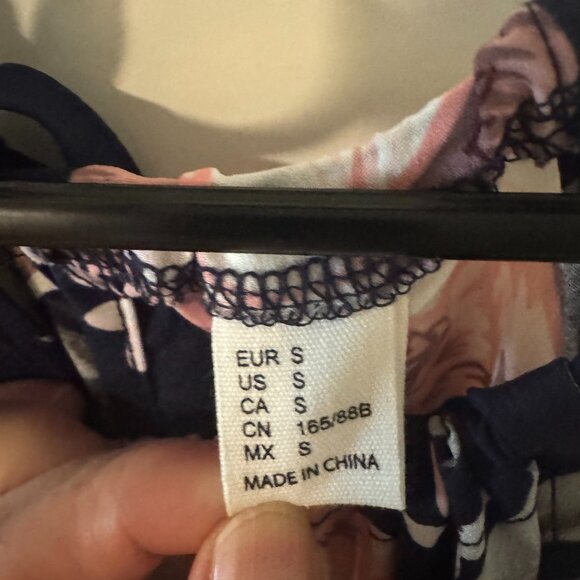 EUR S
US S
CA S
CN 165/88B
MX S
MADE IN CHINA